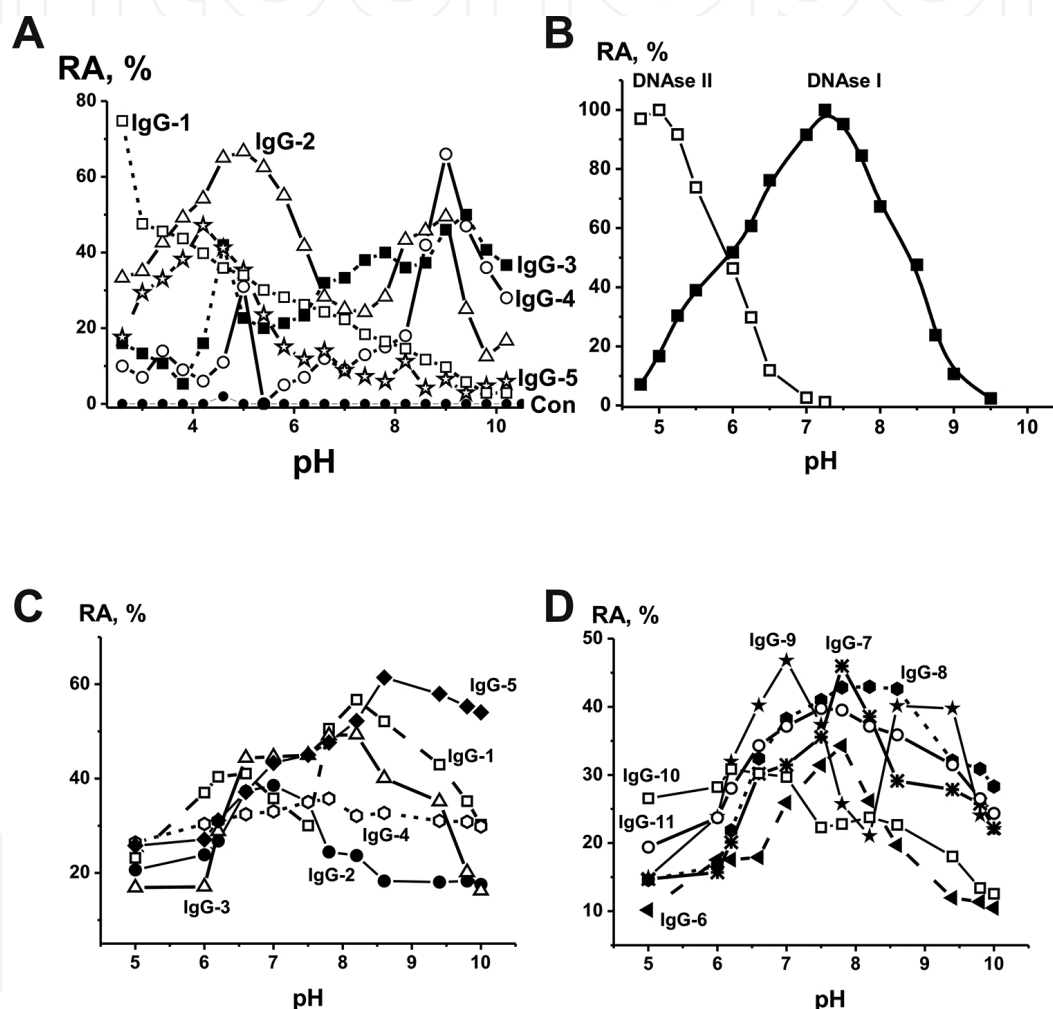 A
RA, %
80
60
40
20
0
4
6
8
10
pH
IgG-1
IgG-2
IgG-3
IgG-4
IgG-5
Con
B
RA, %
DNAse II
DNAse I
100
80
60
40
20
0
5
6
7
8
9
10
pH
C
RA, %
60
40
20
5
6
7
8
9
10
pH
IgG-5
IgG-1
IgG-4
IgG-2
IgG-3
D
RA, %
50
40
30
20
10
5
6
7
8
9
10
pH
IgG-9
IgG-7
IgG-8
IgG-10
IgG-11
IgG-6